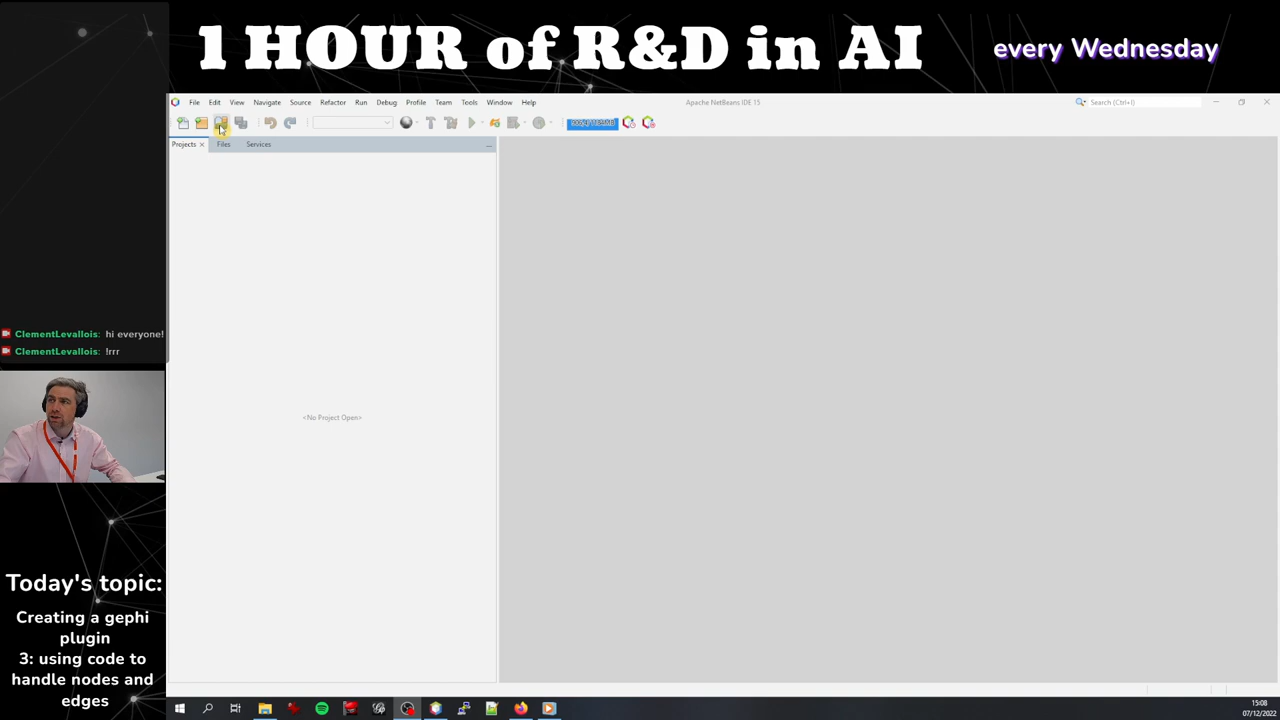 1 HOUR of R&D in AI
every Wednesday
File Edit View Navigate Source Refactor Run Debug Profile Team Tools Window Help
Apache NetBeans IDE 15
Search (Ctrl+I)
Projects
Files
Services
<No Project Open>
ClementLevallois: hi everyone!
ClementLevallois: !rrr
Today's topic:
Creating a gephi
plugin
3: using code to
handle nodes and
edges
15:08
07/12/2022